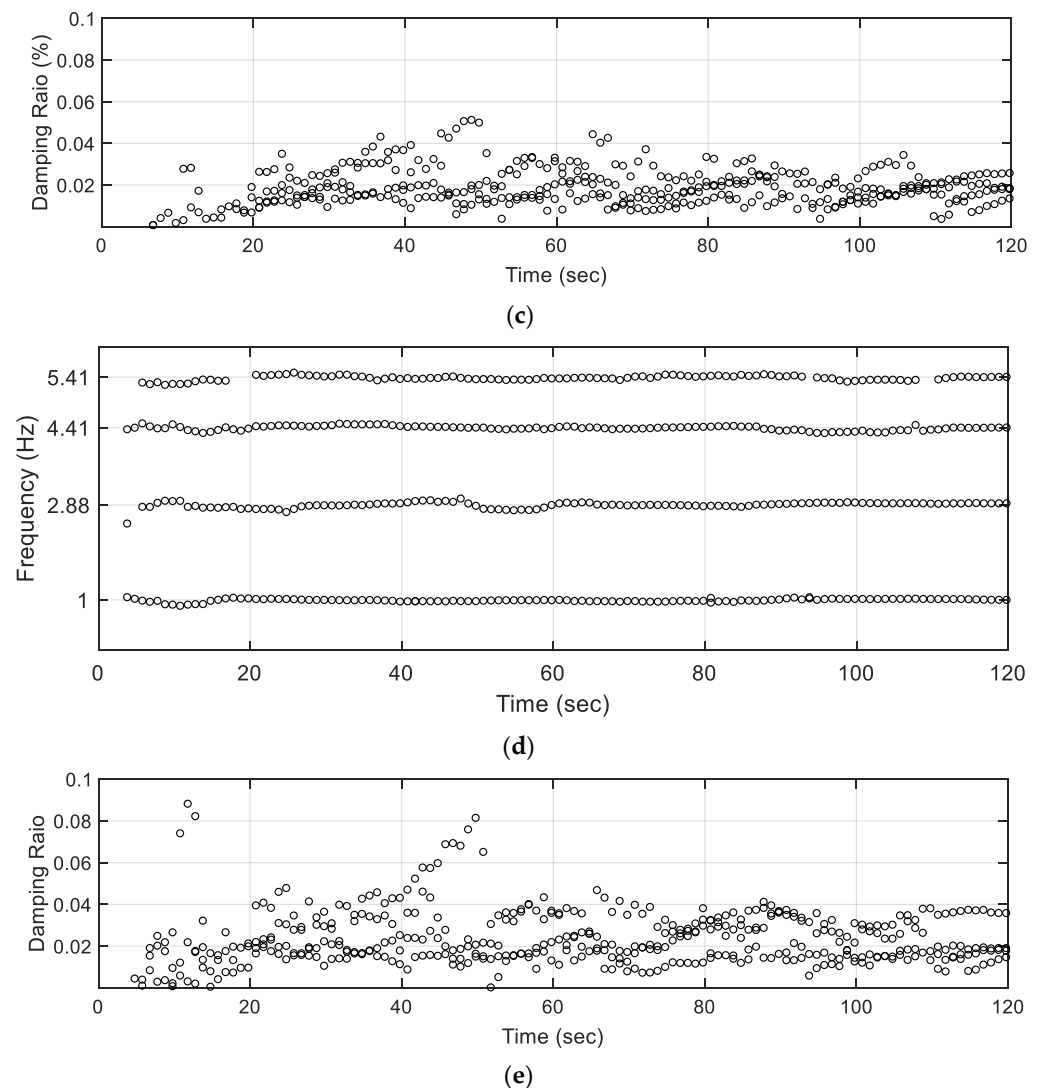 0.1
0.08
0.06
0.04
0.02
Damping Raio (%)
0 20 40 60 80 100 120
Time (sec)
(c)
5.41
4.41
2.88
1
Frequency (Hz)
0 20 40 60 80 100 120
Time (sec)
(d)
0.1
0.08
0.06
0.04
0.02
Damping Raio
0 20 40 60 80 100 120
Time (sec)
(e)